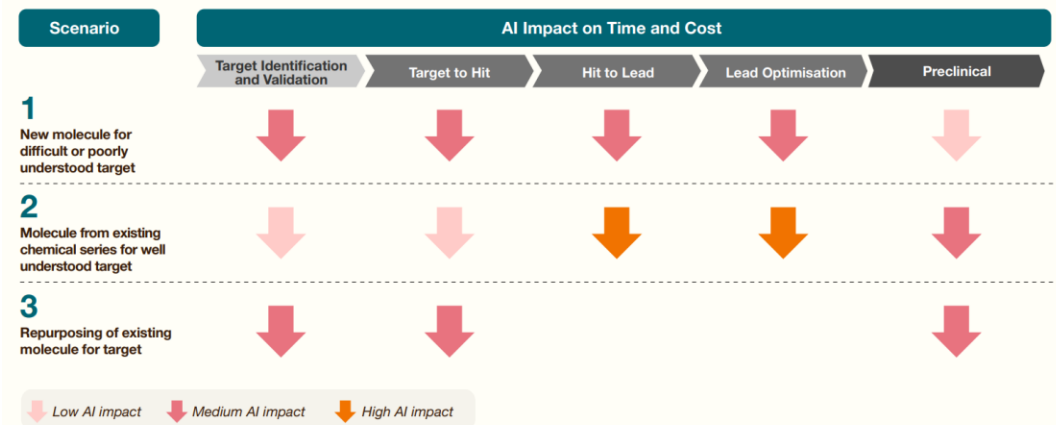 Scenario
AI Impact on Time and Cost
Target Identification
and Validation
Target to Hit
Hit to Lead
Lead Optimisation
Preclinical
1
New molecule for
difficult or poorly
understood target
2
Molecule from existing
chemical series for well
understood target
3
Repurposing of existing
molecule for target
Low AI impact
Medium AI impact
High AI impact